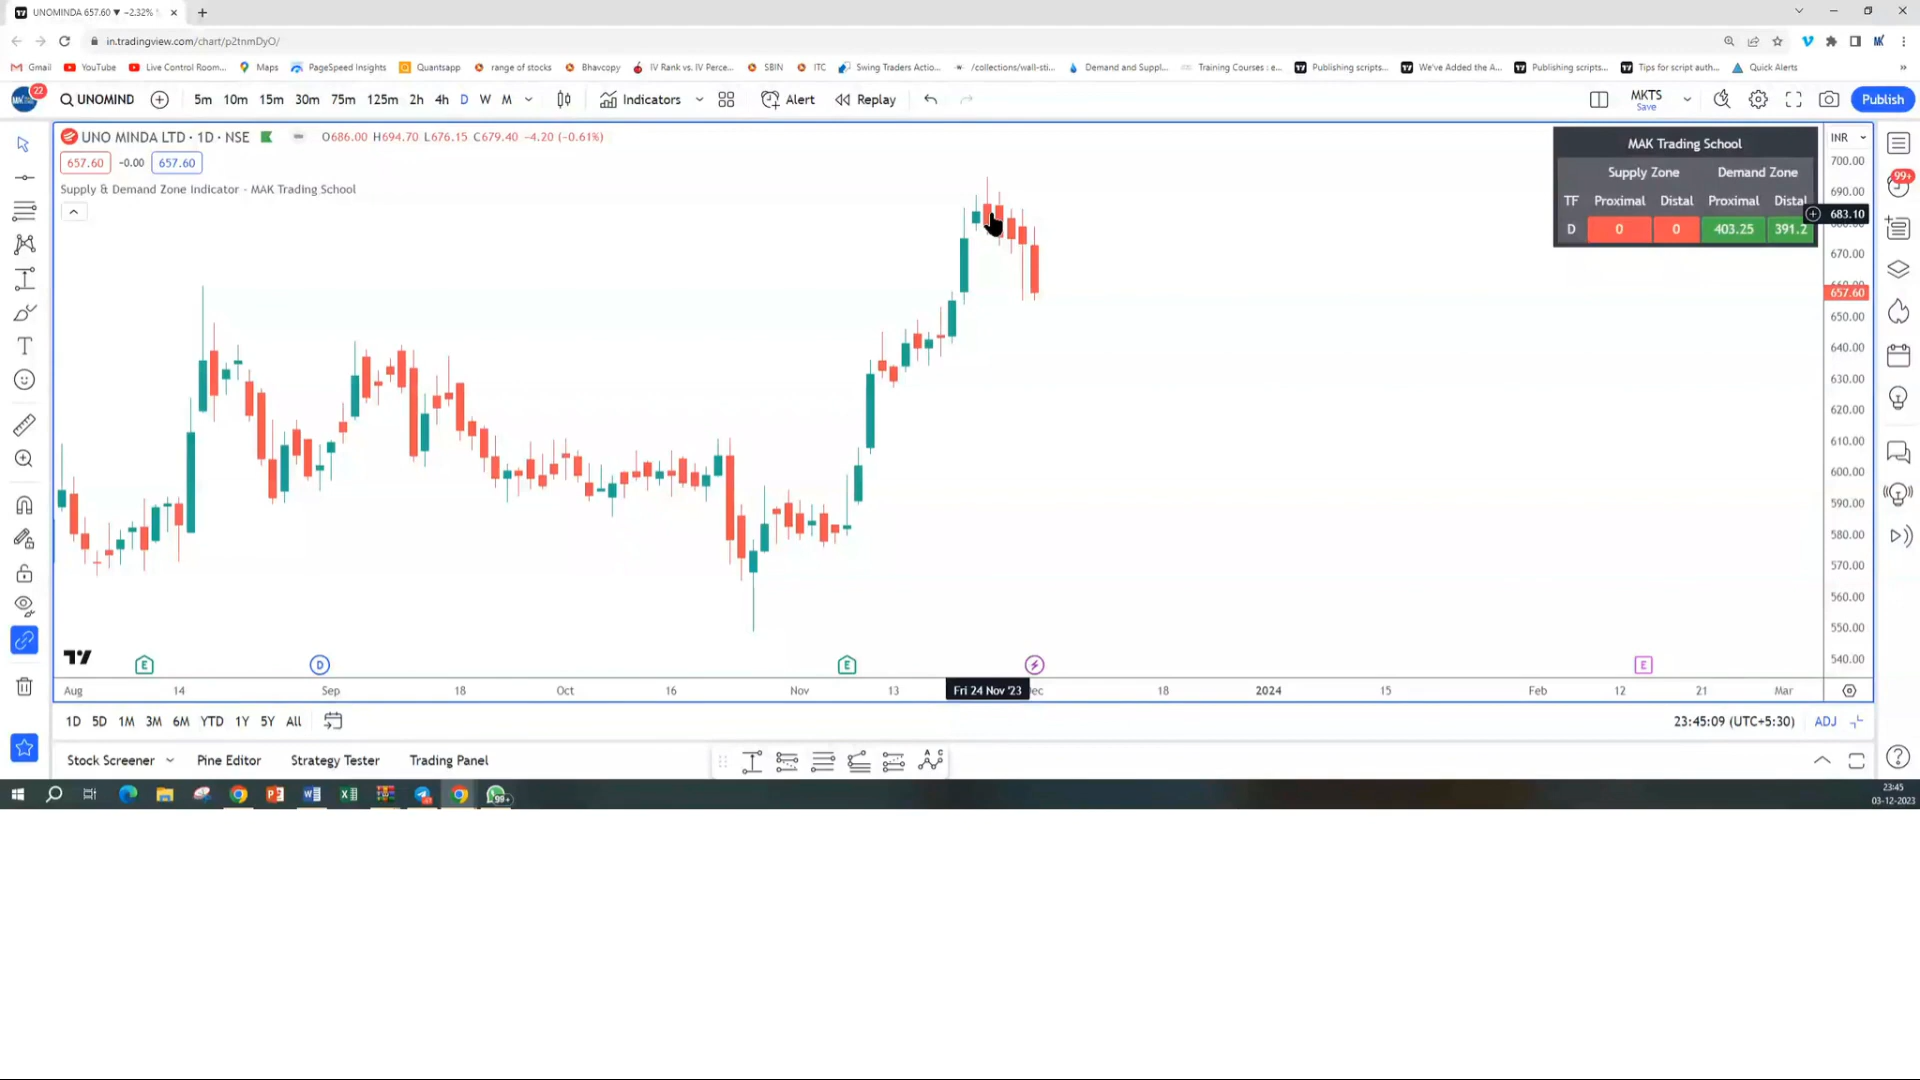 UNOMINDA 657.60 ▼ −2.32%
in.tradingview.com/chart/p2tnmDyO/
Gmail YouTube Live Control Room... Maps PageSpeed Insights Quantsapp range of stocks Bhavcopy IV Rank vs. IV Perce... SBIN ITC Swing Traders Actio... /collections/wall-sti... Demand and Suppl... Training Courses : e... Publishing scripts... We've Added the A... Publishing scripts... Tips for script auth... Quick Alerts »
22
UNOMIND 5m 10m 15m 30m 75m 125m 2h 4h D W M Indicators Alert Replay MKTS Save Publish
UNO MINDA LTD · 1D · NSE O686.00 H694.70 L676.15 C679.40 −4.20 (−0.61%)
657.60 -0.00 657.60
Supply & Demand Zone Indicator - MAK Trading School
MAK Trading School
Supply Zone Demand Zone
TF Proximal Distal Proximal Distal
D 0 0 403.25 391.2
INR
700.00
690.00
683.10
670.00
657.60
650.00
640.00
630.00
620.00
610.00
600.00
590.00
580.00
570.00
560.00
550.00
540.00
99+
E D E E
Aug 14 Sep 18 Oct 16 Nov 13 Fri 24 Nov '23 ec 18 2024 15 Feb 12 21 Mar
1D 5D 1M 3M 6M YTD 1Y 5Y All 23:45:09 (UTC+5:30) ADJ
Stock Screener Pine Editor Strategy Tester Trading Panel
99+
23:45
03-12-2023